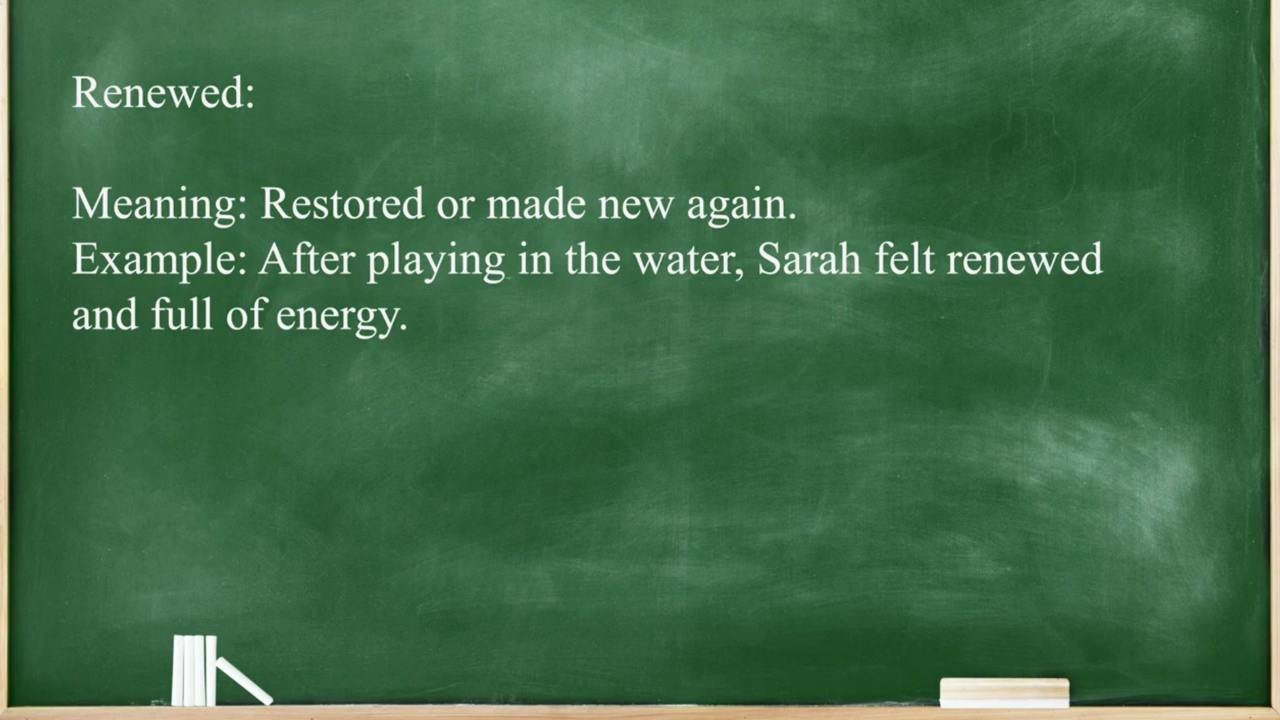 Renewed:
Meaning: Restored or made new again.
Example: After playing in the water, Sarah felt renewed
and full of energy.